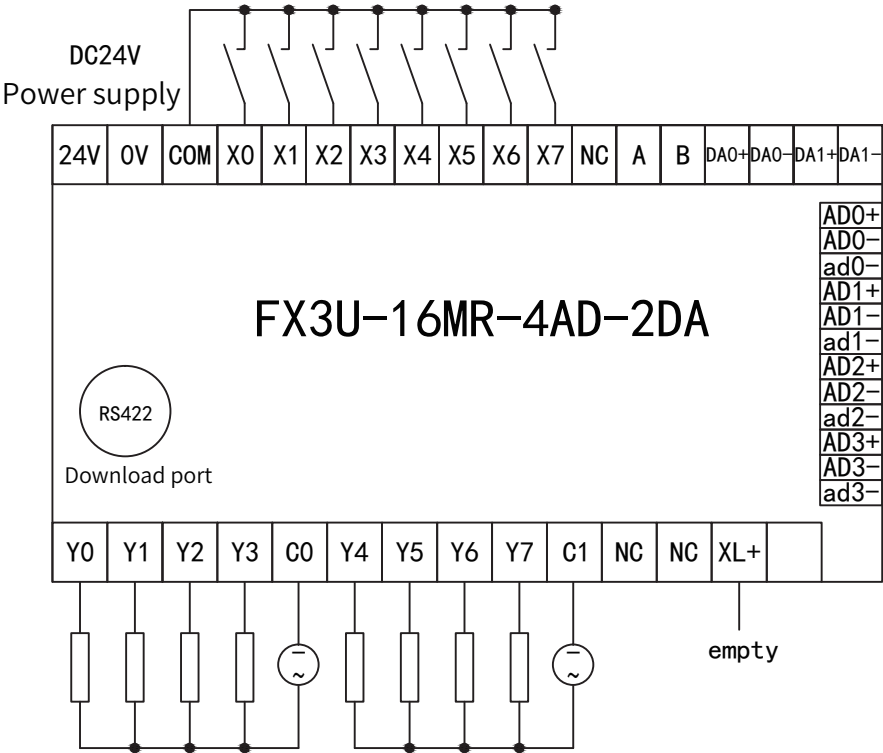 DC24V
Power supply
24V 0V COM X0 X1 X2 X3 X4 X5 X6 X7 NC A B DA0+ DA0- DA1+ DA1-
AD0+
AD0-
ad0-
AD1+
AD1-
ad1-
AD2+
AD2-
ad2-
AD3+
AD3-
ad3-
FX3U-16MR-4AD-2DA
RS422
Download port
Y0 Y1 Y2 Y3 C0 Y4 Y5 Y6 Y7 C1 NC NC XL+
empty